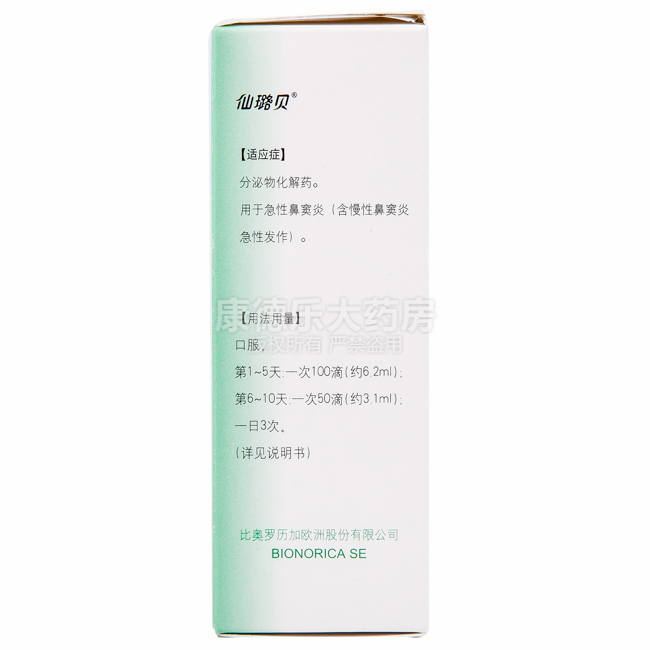 仙璐贝®
【适应症】
分泌物化解药。
用于急性鼻窦炎（含慢性鼻窦炎
急性发作）。
康德乐大药房
【用法用量】
版权所有 严禁盗用
口服。
第1~5天:一次100滴(约6.2ml);
第6~10天:一次50滴(约3.1ml);
一日3次。
(详见说明书)
比奥罗历加欧洲股份有限公司
BIONORICA SE